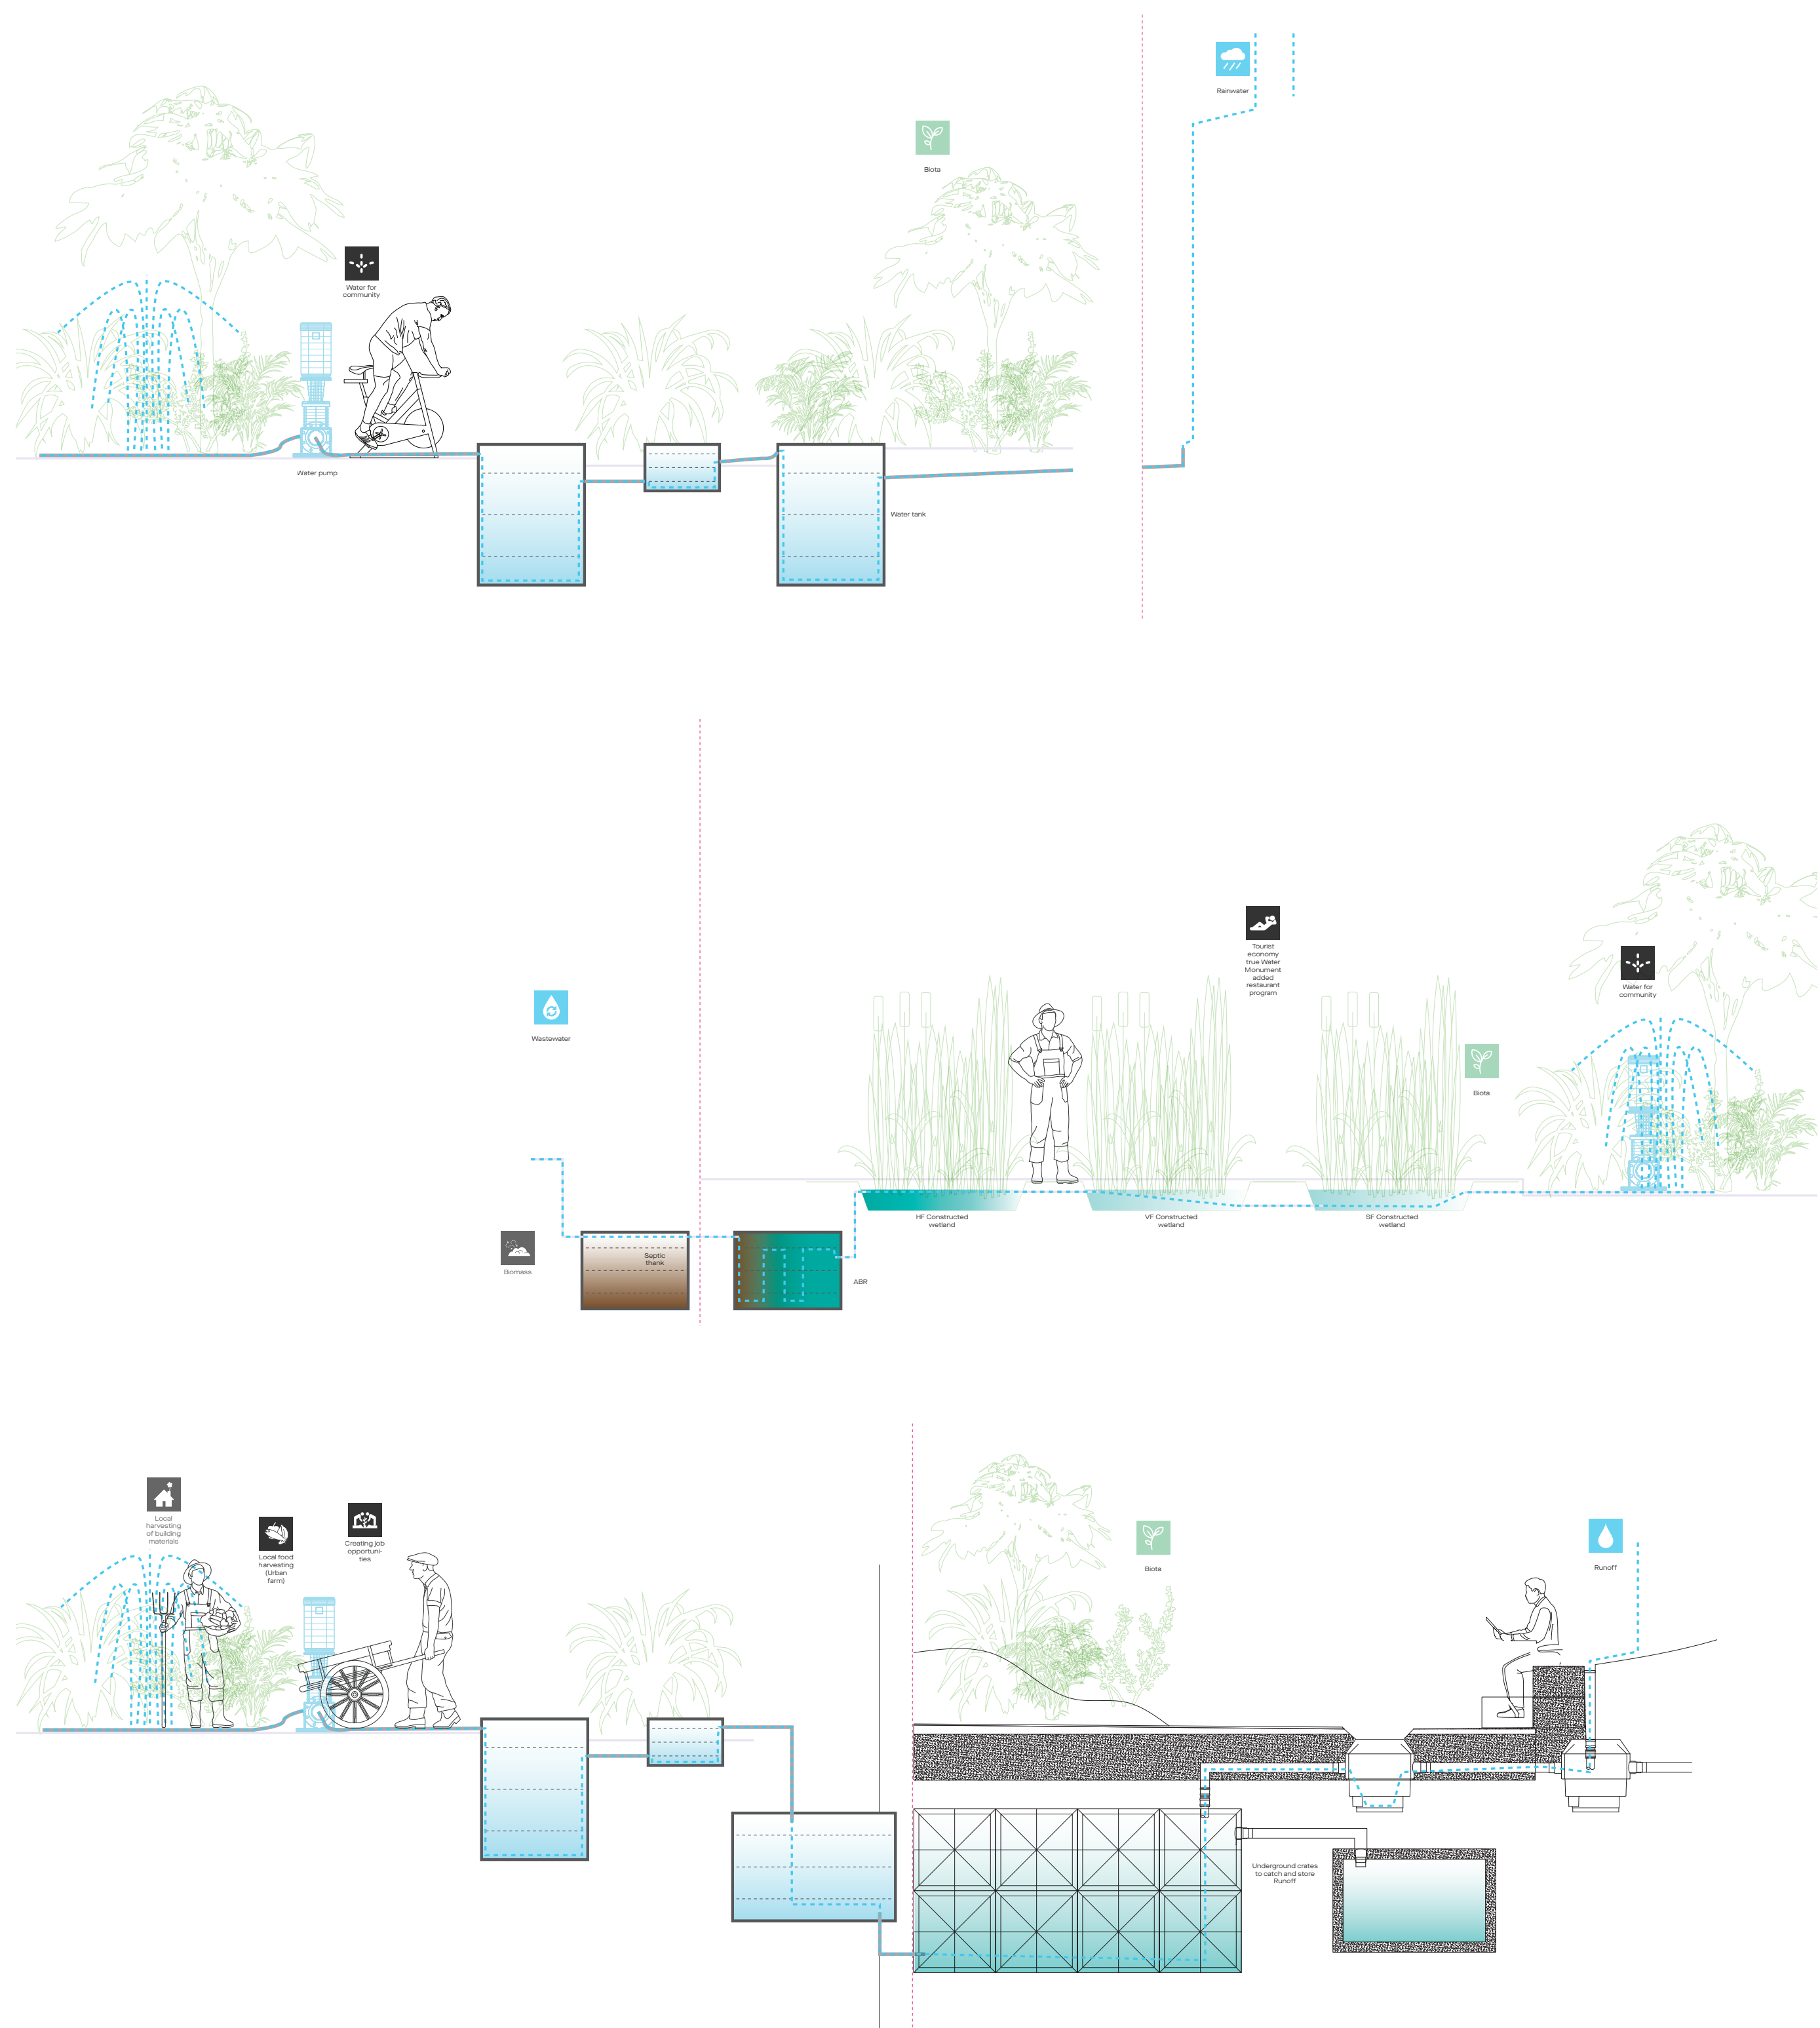 Rainwater
Biota
Water for
community
Water pump
Water tank
Tourist
economy
true Water
Monument
added
restaurant
program
Water for
community
Wastewater
Biota
HF Constructed
wetland
VF Constructed
wetland
SF Constructed
wetland
Septic
thank
Biomass
ABR
Local
harvesting
of building
materials
Local food
harvesting
(Urban
farm)
Creating job
opportuni-
ties
Biota
Runoff
Underground crates
to catch and store
Runoff